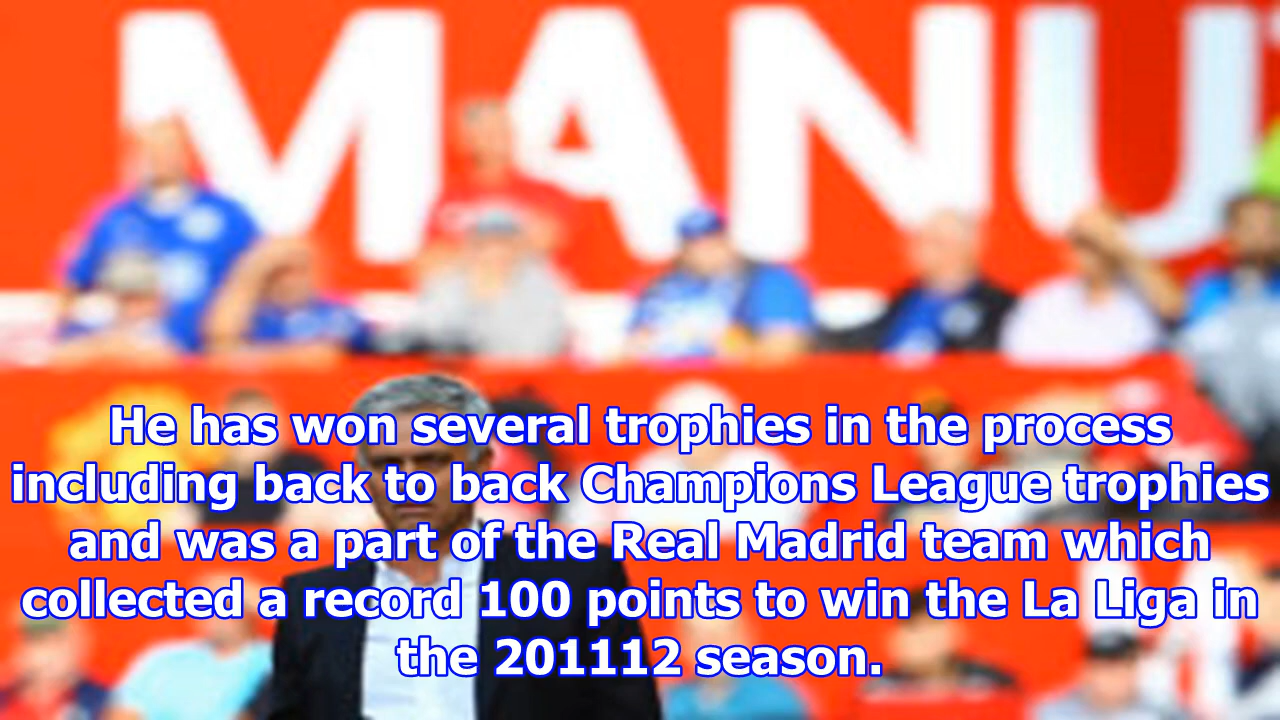 MANU
He has won several trophies in the process
including back to back Champions League trophies
and was a part of the Real Madrid team which
collected a record 100 points to win the La Liga in
the 201112 season.